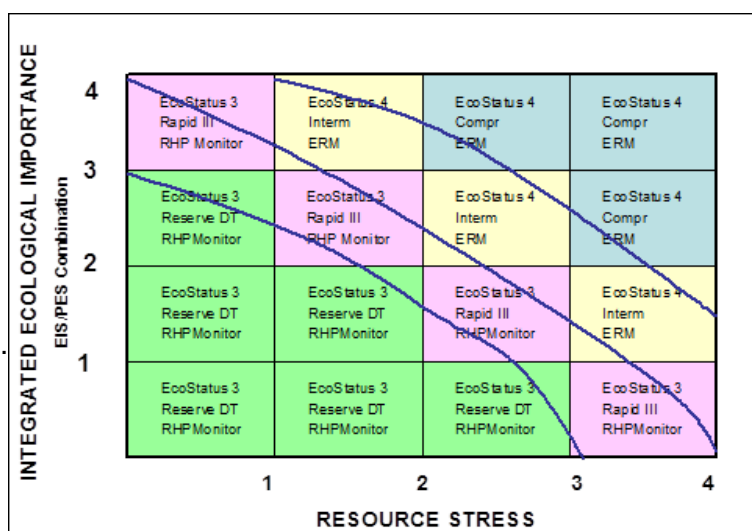 INTEGRATED ECOLOGICAL IMPORTANCE
EIS/PES Combination
4
EcoStatus 3
Rapid III
RHP Monitor
EcoStatus 4
Interm
ERM
EcoStatus 4
Compr
ERM
EcoStatus 4
Compr
ERM
3
EcoStatus 3
Reserve DT
RHPMonitor
EcoStatus 3
Rapid III
RHP Monitor
EcoStatus 4
Interm
ERM
EcoStatus 4
Compr
ERM
2
EcoStatus 3
Reserve DT
RHPMonitor
EcoStatus 3
Reserve DT
RHPMonitor
EcoStatus 3
Rapid III
RHPMonitor
EcoStatus 4
Interm
ERM
1
EcoStatus 3
Reserve DT
RHPMonitor
EcoStatus 3
Reserve DT
RHPMonitor
EcoStatus 3
Reserve DT
RHPMonitor
EcoStatus 3
Rapid III
RHPMonitor
1 2 3 4
RESOURCE STRESS